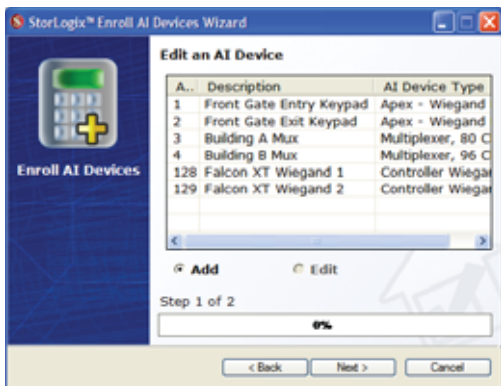 StorLogix™ Enroll AI Devices Wizard
Edit an AI Device
A.. Description AI Device Type
1 Front Gate Entry Keypad Apex - Wiegand
2 Front Gate Exit Keypad Apex - Wiegand
3 Building A Mux Multiplexer, 80 C
4 Building B Mux Multiplexer, 96 C
128 Falcon XT Wiegand 1 Controller Wiegan
129 Falcon XT Wiegand 2 Controller Wiegan
Enroll AI Devices
Add Edit
Step 1 of 2
0%
< Back Next > Cancel